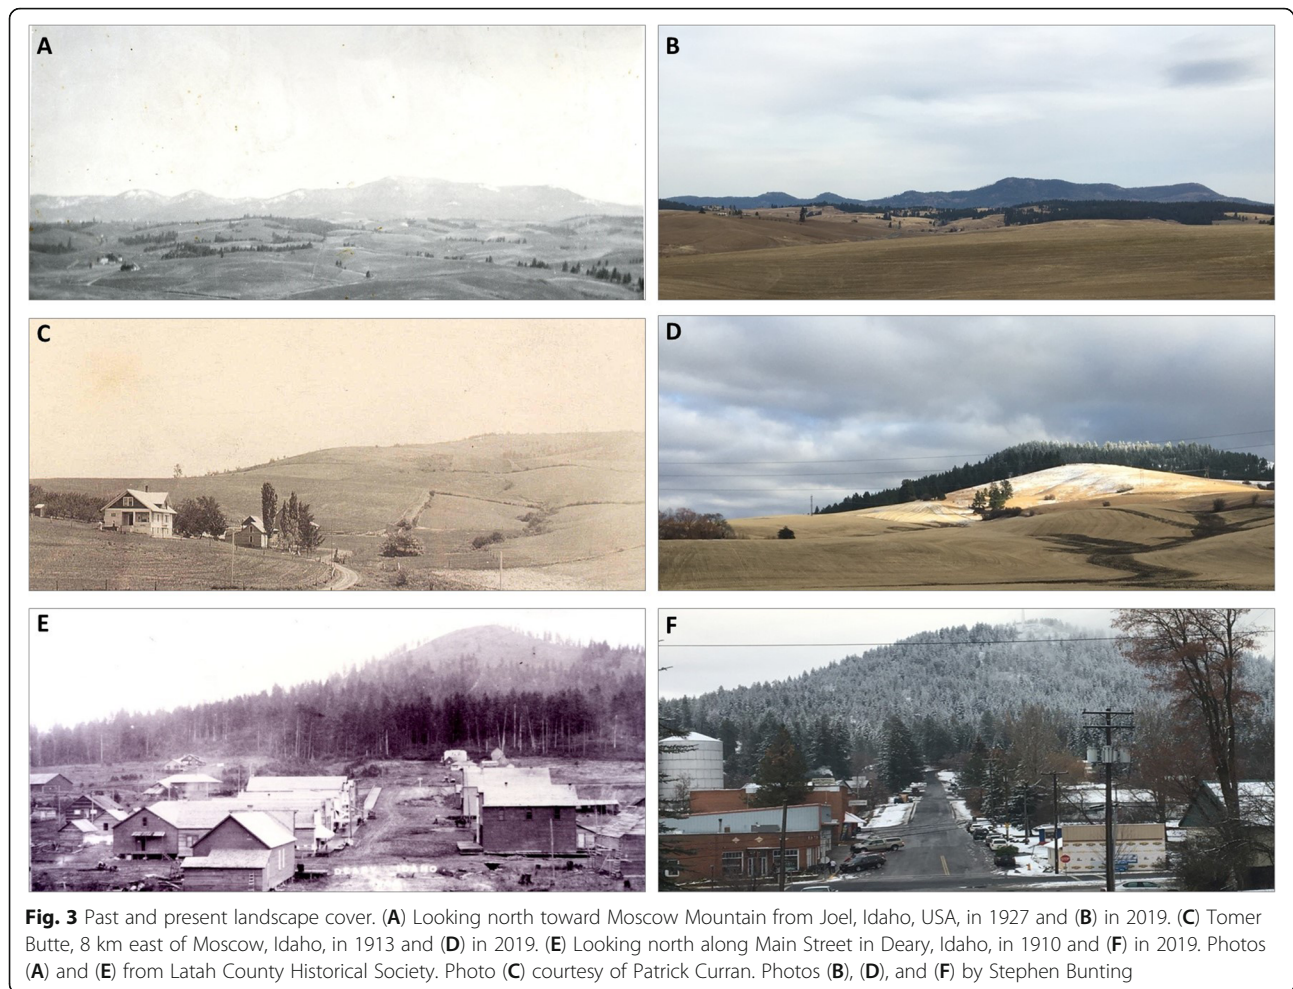 A
B
C
D
E
F
DEARY IDAHO
Fig. 3 Past and present landscape cover. (A) Looking north toward Moscow Mountain from Joel, Idaho, USA, in 1927 and (B) in 2019. (C) Tomer
Butte, 8 km east of Moscow, Idaho, in 1913 and (D) in 2019. (E) Looking north along Main Street in Deary, Idaho, in 1910 and (F) in 2019. Photos
(A) and (E) from Latah County Historical Society. Photo (C) courtesy of Patrick Curran. Photos (B), (D), and (F) by Stephen Bunting